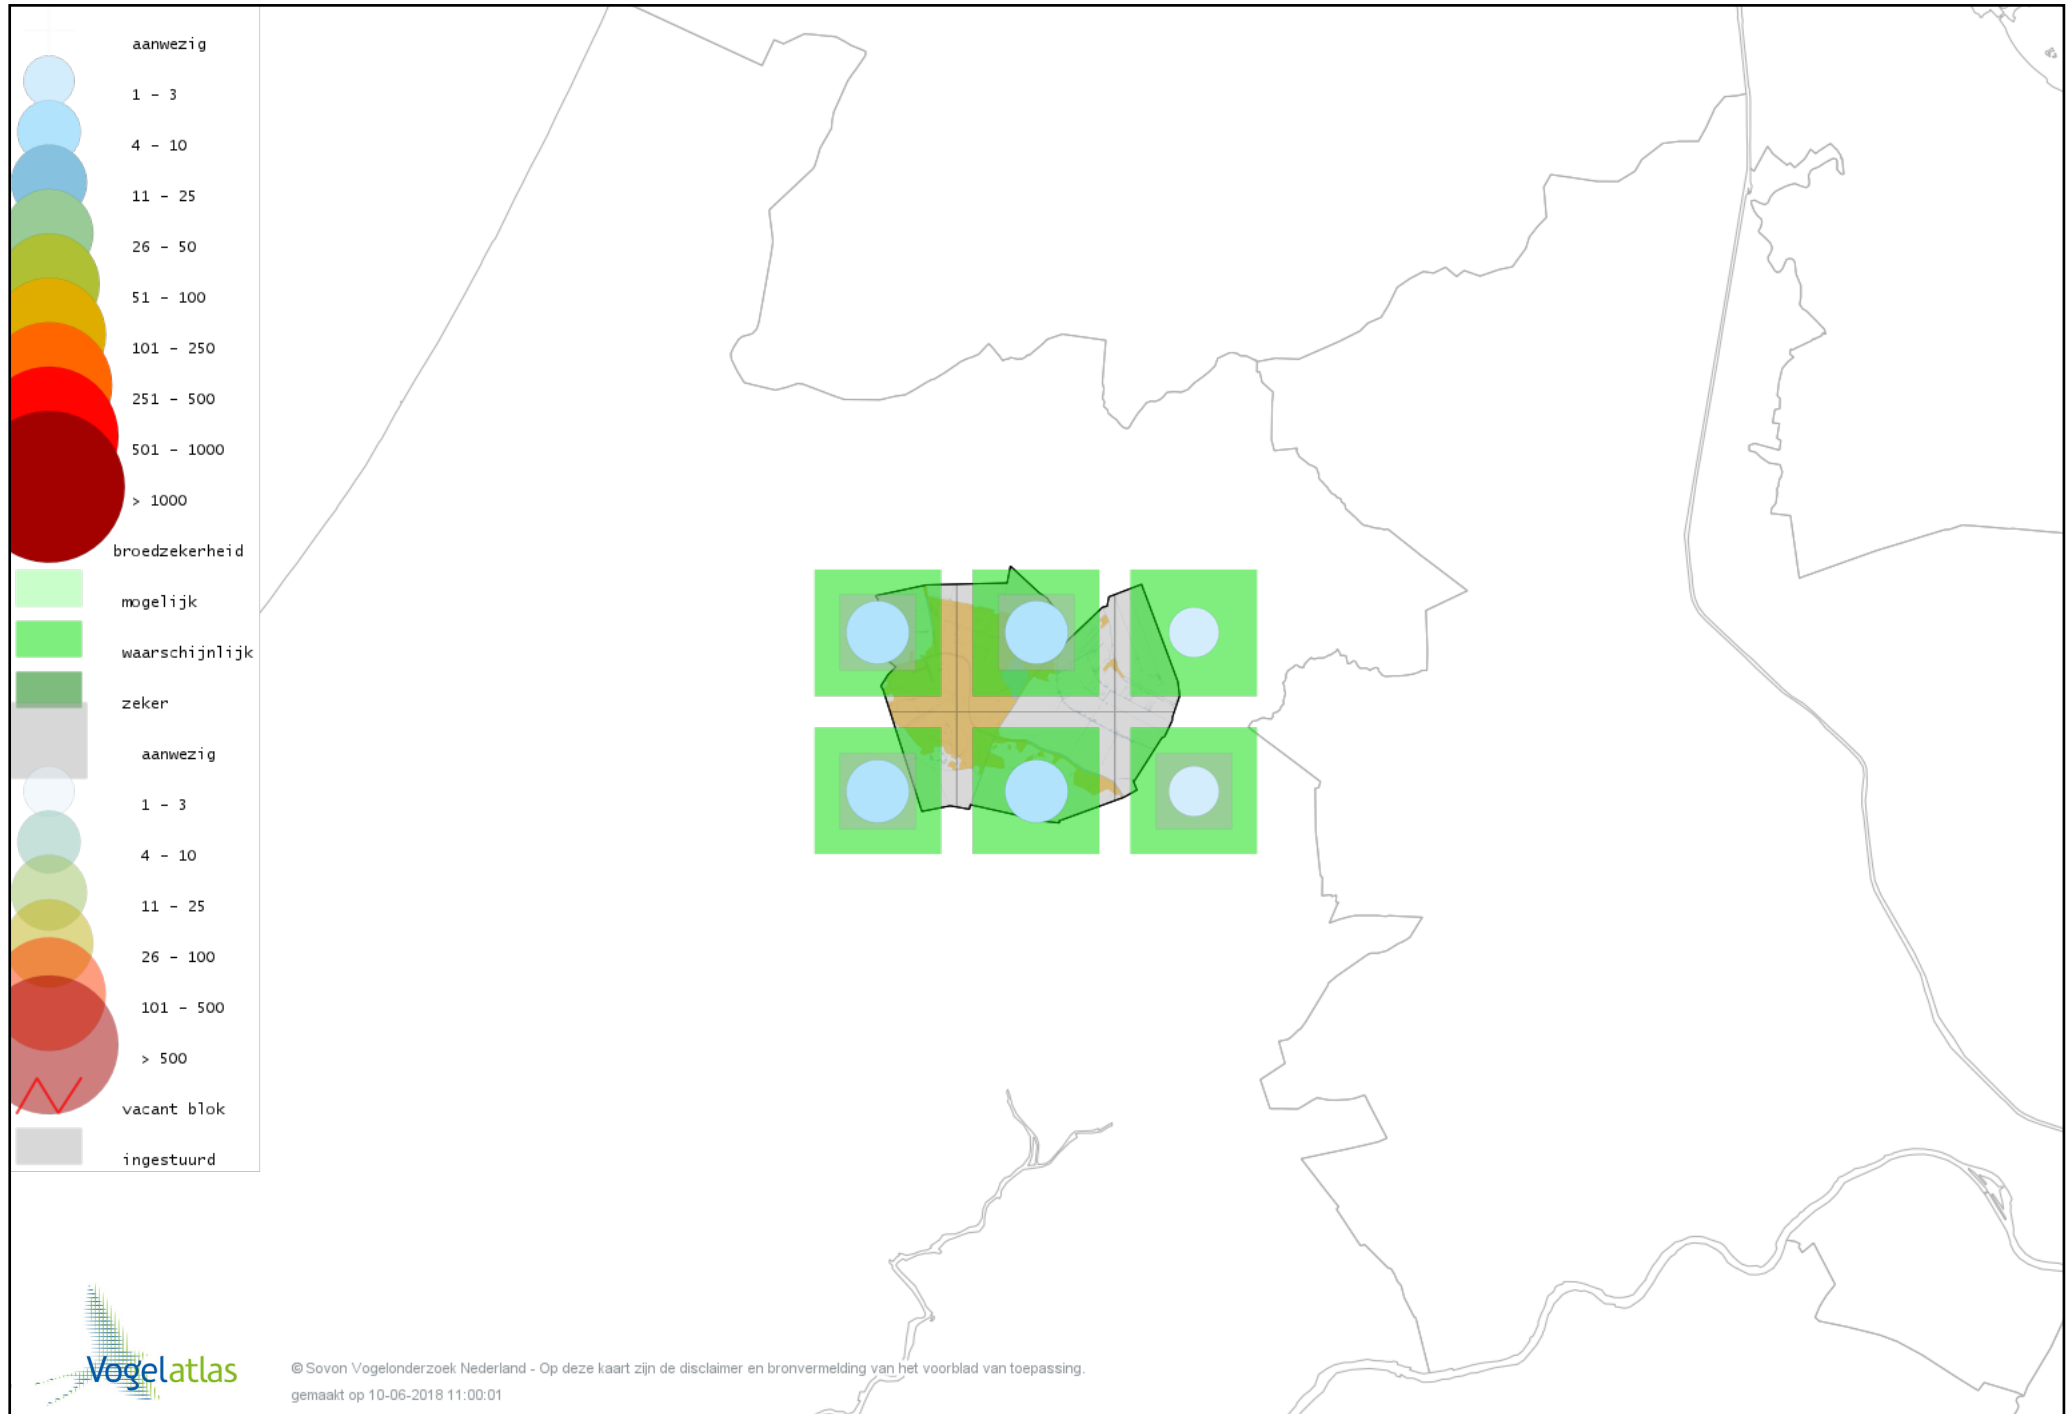 aanwezig
1 - 3
4 - 10
11 - 25
26 - 50
51 - 100
101 - 250
251 - 500
501 - 1000
> 1000
broedzekerheid
mogelijk
waarschijnlijk
zeker
aanwezig
1 - 3
4 - 10
11 - 25
26 - 100
101 - 500
> 500
vacant blok
ingestuurd
Vogelatlas
© Sovon Vogelonderzoek Nederland - Op deze kaart zijn de disclaimer en bronvermelding van het voorblad van toepassing.
gemaakt op 10-06-2018 11:00:01